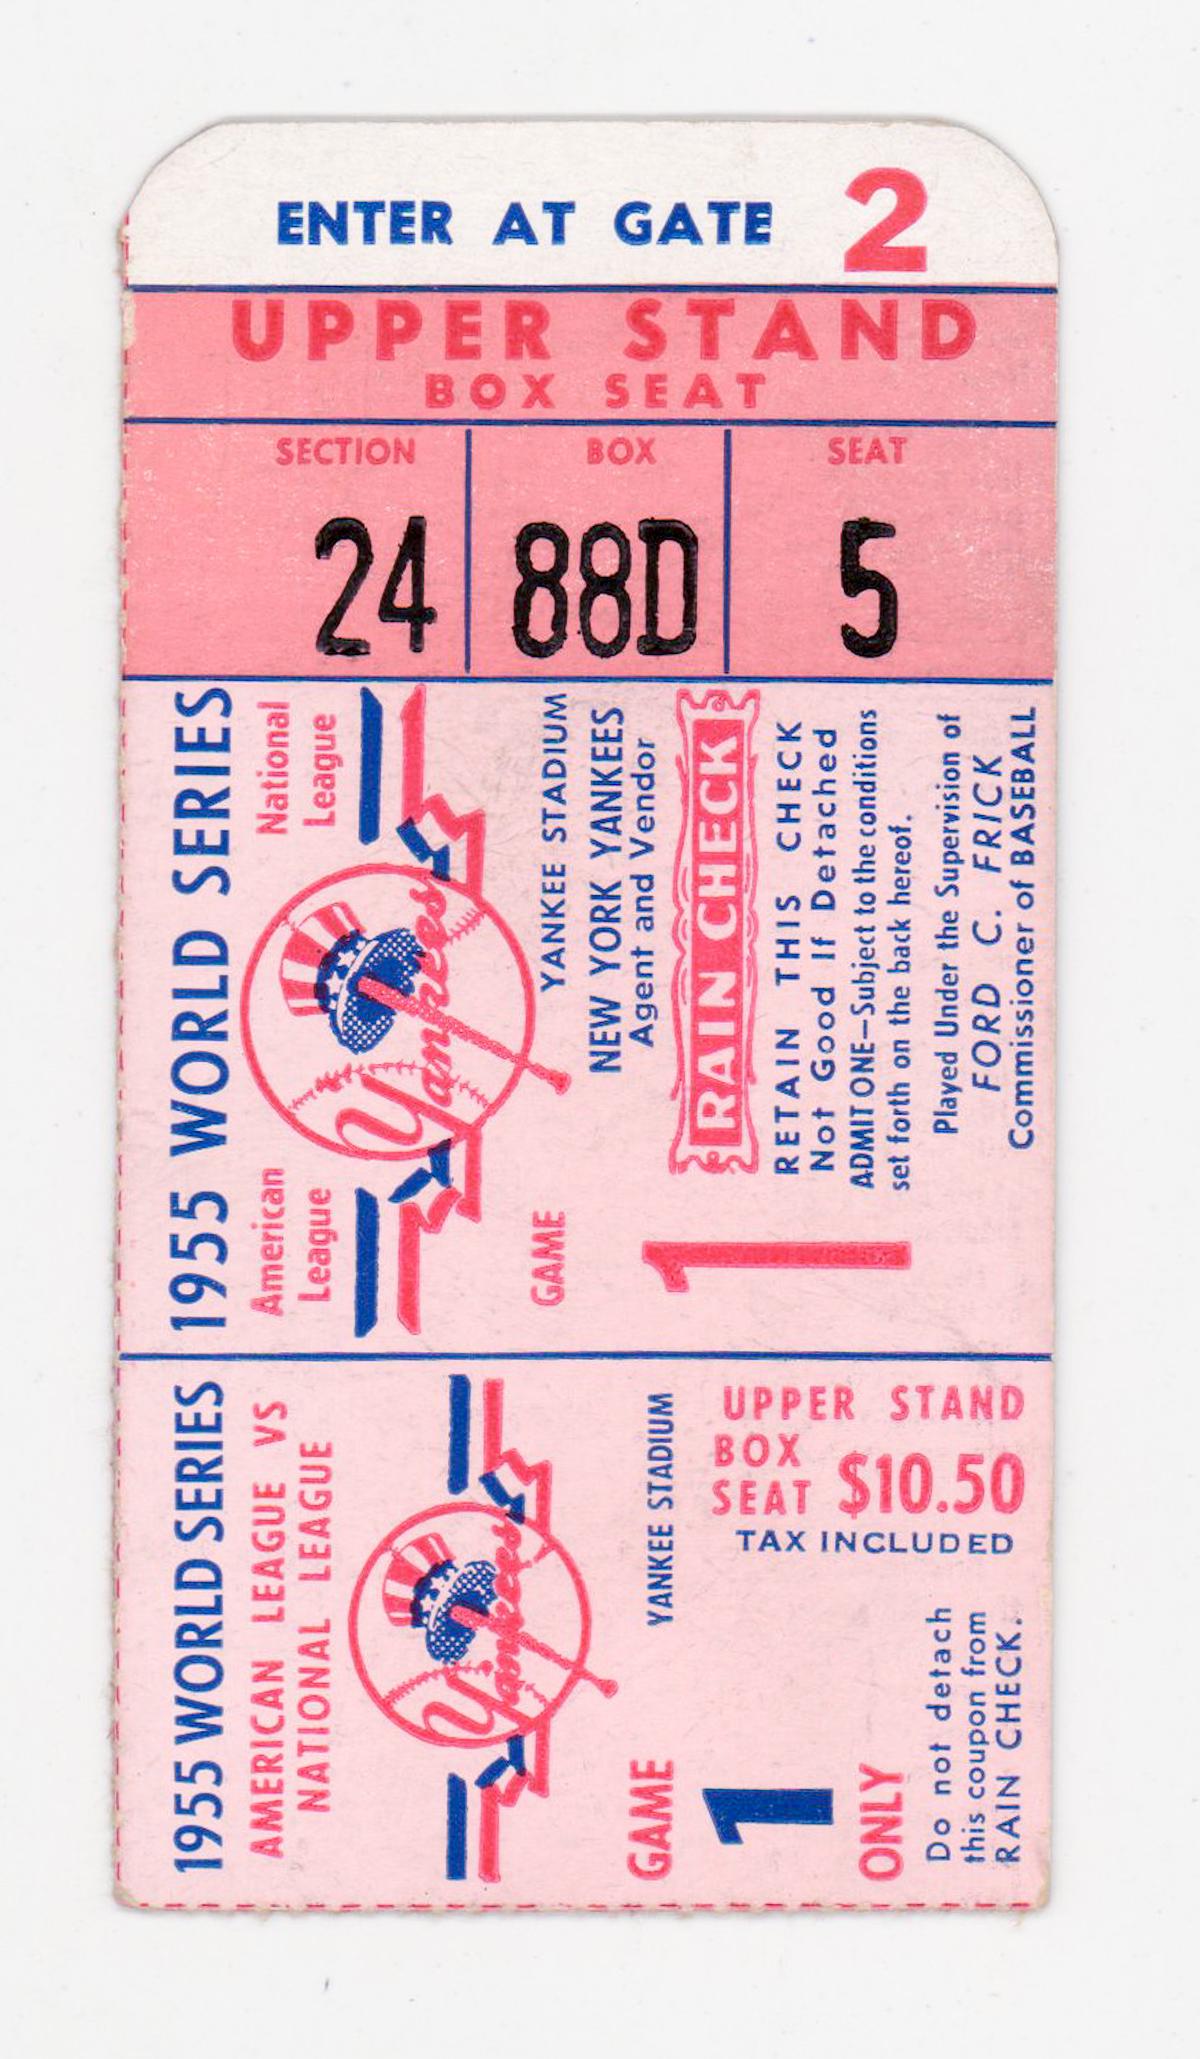 ENTER AT GATE 2
UPPER STAND
BOX SEAT
SECTION BOX SEAT
24 88D 5
1955 WORLD SERIES
American League
National League
Yankees
YANKEE STADIUM
NEW YORK YANKEES
Agent and Vendor
GAME
1
RAIN CHECK
RETAIN THIS CHECK
Not Good If Detached
ADMIT ONE—Subject to the conditions
set forth on the back hereof.
Played Under the Supervision of
FORD C. FRICK
Commissioner of BASEBALL
1955 WORLD SERIES
AMERICAN LEAGUE VS
NATIONAL LEAGUE
Yankees
YANKEE STADIUM
UPPER STAND
BOX
SEAT $10.50
TAX INCLUDED
GAME
1
ONLY
Do not detach
this coupon from
RAIN CHECK.